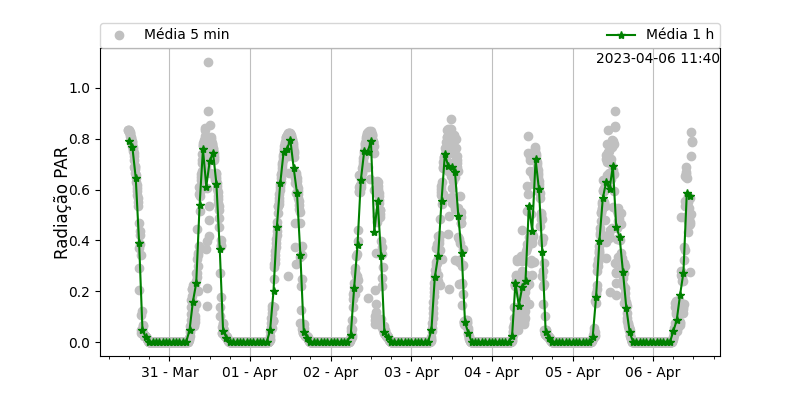 Média 5 min
Média 1 h
2023-04-06 11:40
Radiação PAR
1.0
0.8
0.6
0.4
0.2
0.0
31 - Mar
01 - Apr
02 - Apr
03 - Apr
04 - Apr
05 - Apr
06 - Apr